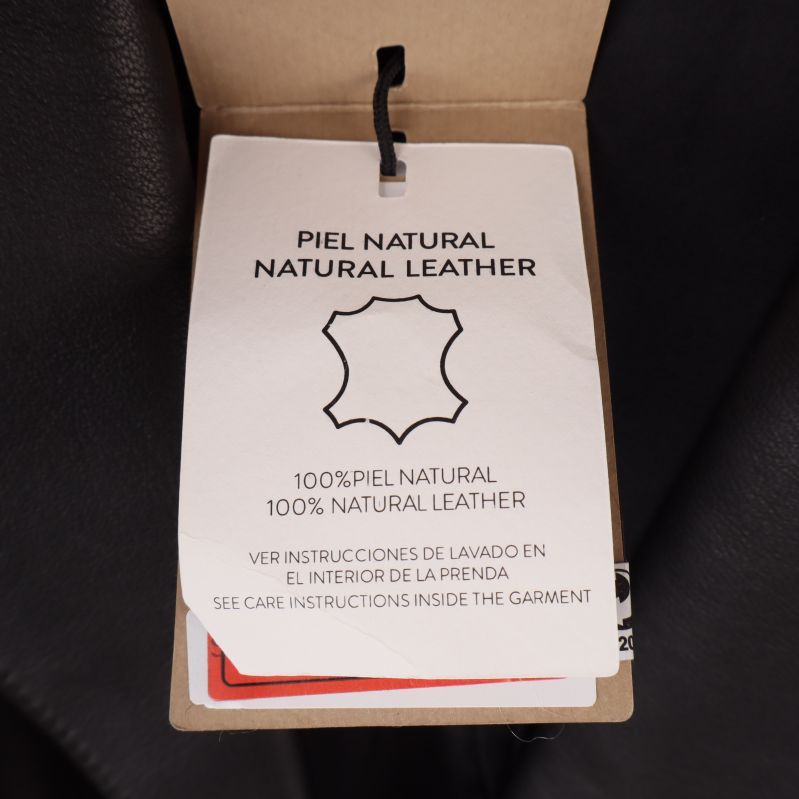 PIEL NATURAL
NATURAL LEATHER
100%PIEL NATURAL
100% NATURAL LEATHER
VER INSTRUCCIONES DE LAVADO EN
EL INTERIOR DE LA PRENDA
SEE CARE INSTRUCTIONS INSIDE THE GARMENT
20